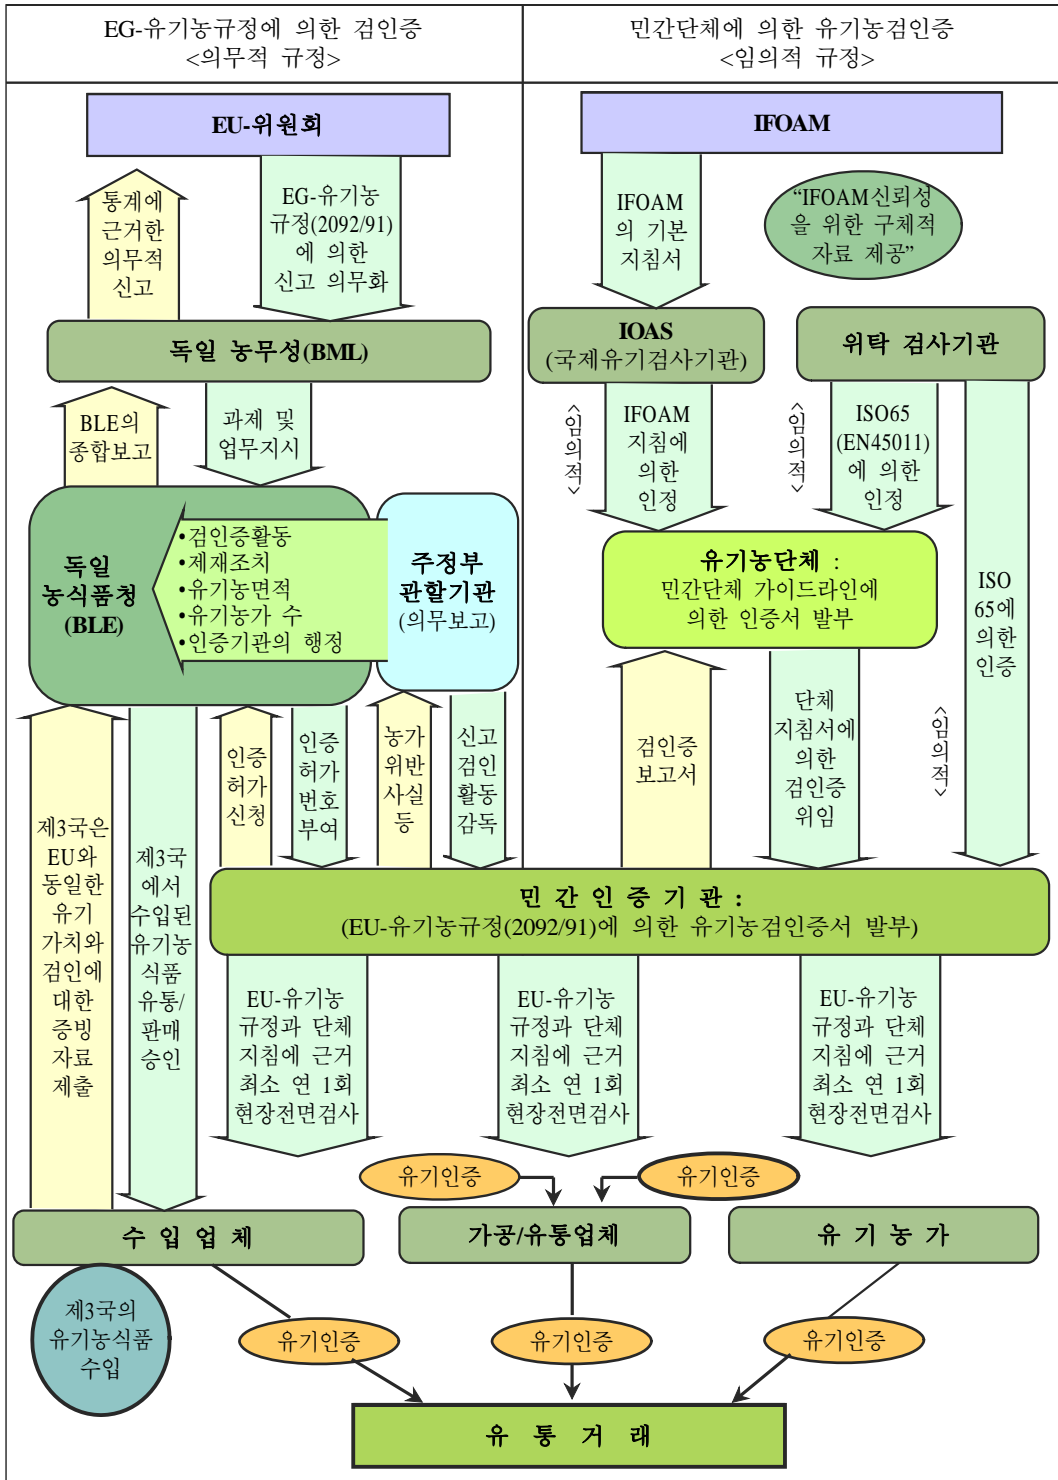 EG-유기농규정에 의한 검인증
<의무적 규정>
민간단체에 의한 유기농검인증
<임의적 규정>
EU-위원회
IFOAM
통계에
근거한
의무적
신고
EG-유기농
규정(2092/91)
에 의한
신고 의무화
IFOAM
의 기본
지침서
“IFOAM신뢰성
을 위한 구체적
자료 제공”
독일 농무성(BML)
IOAS
(국제유기검사기관)
위탁 검사기관
BLE의
종합보고
과제 및
업무지시
<임의적>
IFOAM
지침에
의한
인정
<임의적>
ISO65
(EN45011)
에 의한
인정
독일
농식품청
(BLE)
•검인증활동
•제재조치
•유기농면적
•유기농가 수
•인증기관의 행정
주정부
관할기관
(의무보고)
유기농단체 :
민간단체 가이드라인에
의한 인증서 발부
ISO
65에
의한
인증
<임의적>
제3국은
EU와
동일한
유기
가치와
검인에
대한
증빙
자료
제출
제3국
에서
수입된
유기농
식품
유통/
판매
승인
인증
허가
신청
인증
허가
번호
부여
농가
위반
사실
등
신고
검인
활동
감독
검인증
보고서
단체
지침서에
의한
검인증
위임
민 간 인 증 기 관 :
(EU-유기농규정(2092/91)에 의한 유기농검인증서 발부)
EU-유기농
규정과 단체
지침에 근거
최소 연 1회
현장전면검사
EU-유기농
규정과 단체
지침에 근거
최소 연 1회
현장전면검사
EU-유기농
규정과 단체
지침에 근거
최소 연 1회
현장전면검사
유기인증
유기인증
수 입 업 체
가공/유통업체
유 기 농 가
제3국의
유기농식품
수입
유기인증
유기인증
유기인증
유 통 거 래